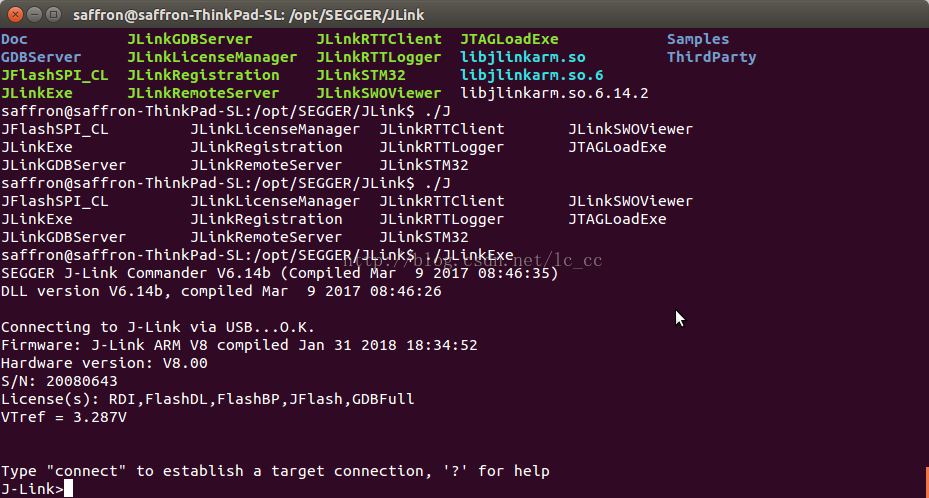 saffron@saffron-ThinkPad-SL: /opt/SEGGER/JLink
Doc JLinkGDBServer JLinkRTTClient JTAGLoadExe Samples
GDBServer JLinkLicenseManager JLinkRTTLogger libjlinkarm.so ThirdParty
JFlashSPI_CL JLinkRegistration JLinkSTM32 libjlinkarm.so.6
JLinkExe JLinkRemoteServer JLinkSWOViewer libjlinkarm.so.6.14.2
saffron@saffron-ThinkPad-SL:/opt/SEGGER/JLink$ ./J
JFlashSPI_CL JLinkLicenseManager JLinkRTTClient JLinkSWOViewer
JLinkExe JLinkRegistration JLinkRTTLogger JTAGLoadExe
JLinkGDBServer JLinkRemoteServer JLinkSTM32
saffron@saffron-ThinkPad-SL:/opt/SEGGER/JLink$ ./J
JFlashSPI_CL JLinkLicenseManager JLinkRTTClient JLinkSWOViewer
JLinkExe JLinkRegistration JLinkRTTLogger JTAGLoadExe
JLinkGDBServer JLinkRemoteServer JLinkSTM32
saffron@saffron-ThinkPad-SL:/opt/SEGGER/JLink$ ./JLinkExe
http://blog.csdn.net/lc_cc
SEGGER J-Link Commander V6.14b (Compiled Mar  9 2017 08:46:35)
DLL version V6.14b, compiled Mar  9 2017 08:46:26
Connecting to J-Link via USB...O.K.
Firmware: J-Link ARM V8 compiled Jan 31 2018 18:34:52
Hardware version: V8.00
S/N: 20080643
License(s): RDI,FlashDL,FlashBP,JFlash,GDBFull
VTref = 3.287V
Type "connect" to establish a target connection, '?' for help
J-Link>